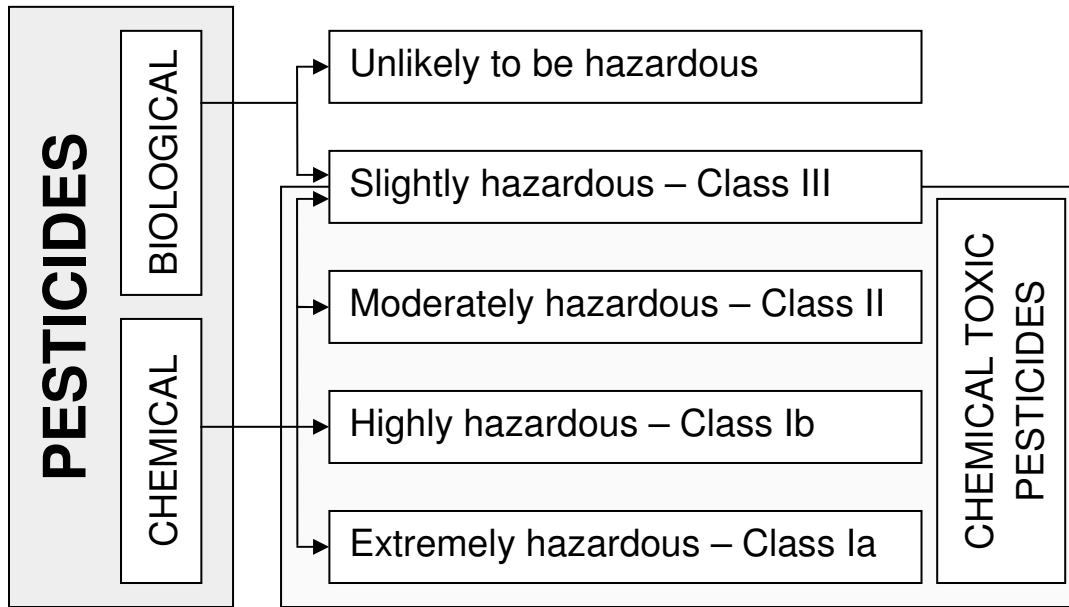 PESTICIDES
BIOLOGICAL
CHEMICAL
Unlikely to be hazardous
Slightly hazardous – Class III
Moderately hazardous – Class II
Highly hazardous – Class Ib
Extremely hazardous – Class Ia
CHEMICAL TOXIC
PESTICIDES